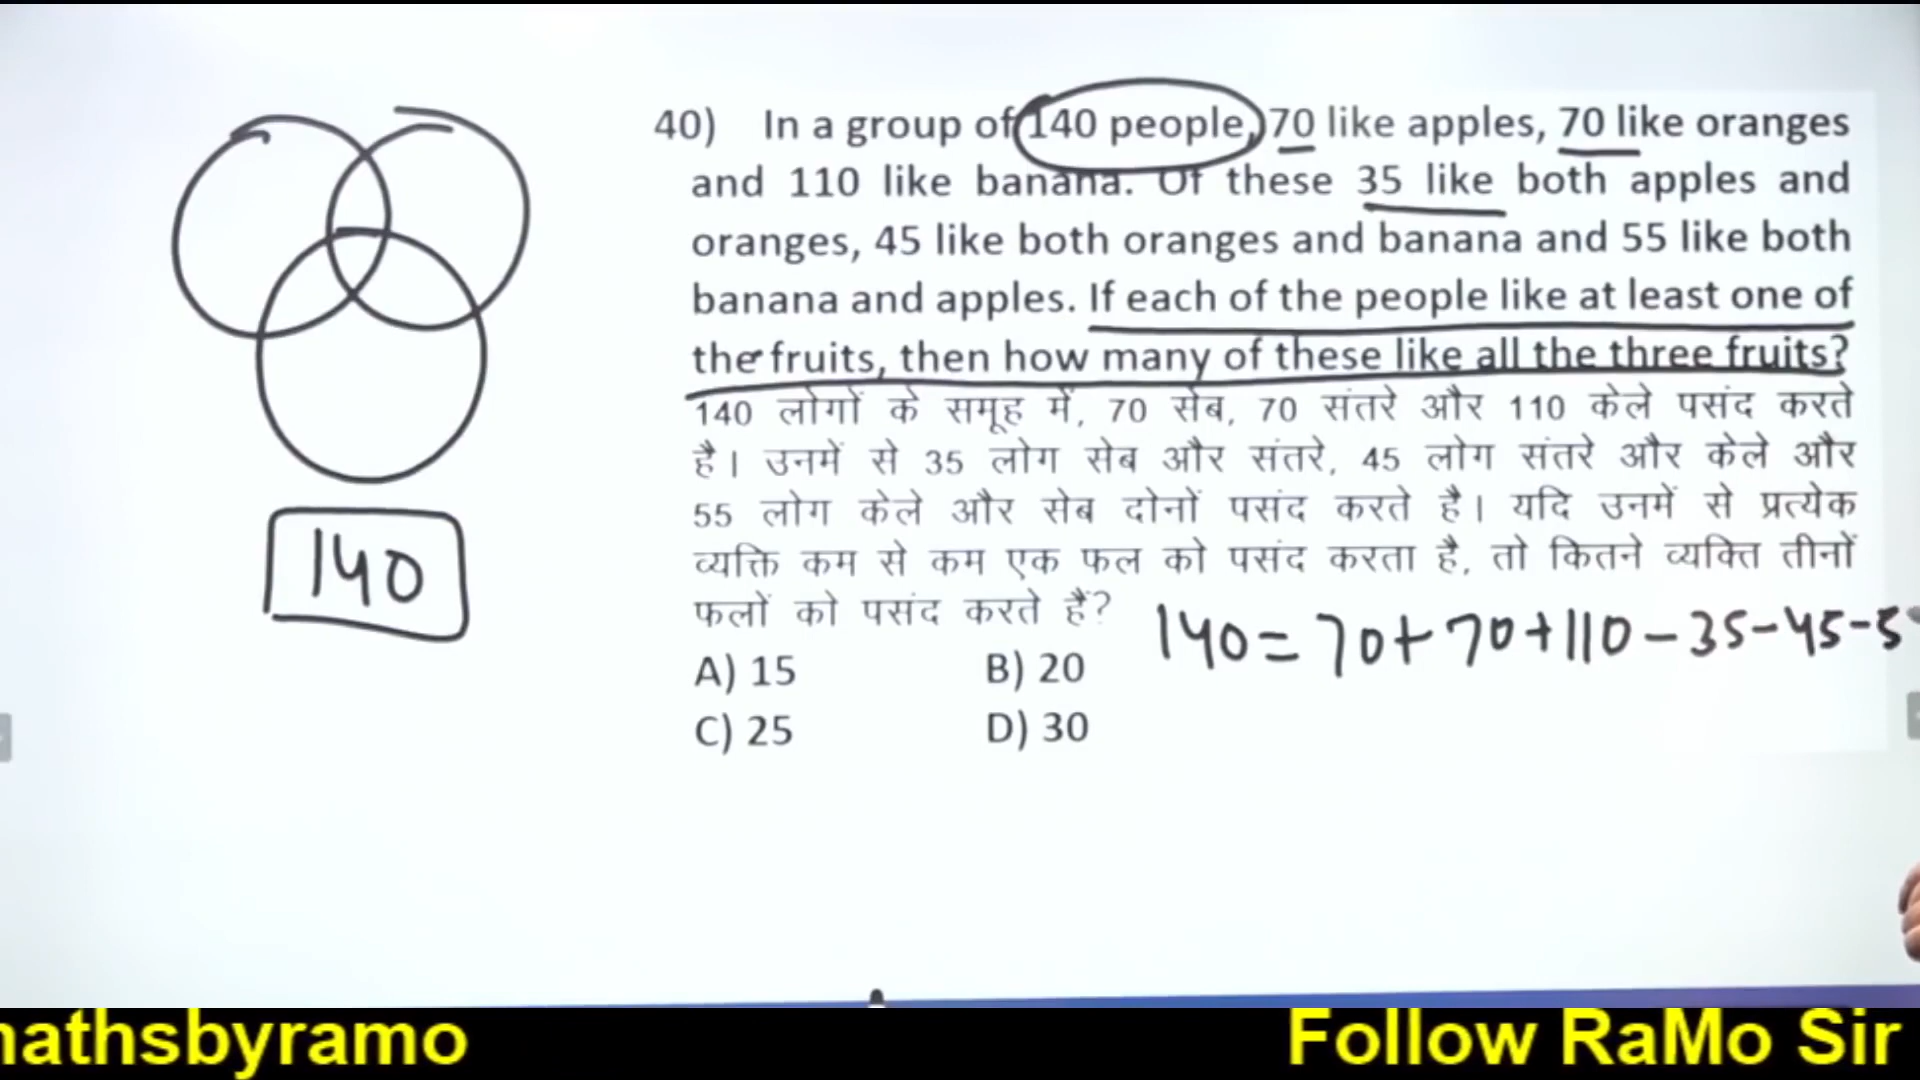 40) In a group of 140 people, 70 like apples, 70 like oranges
and 110 like banana. Of these 35 like both apples and
oranges, 45 like both oranges and banana and 55 like both
banana and apples. If each of the people like at least one of
the fruits, then how many of these like all the three fruits?
140 लोगों के समूह में, 70 सेब, 70 संतरे और 110 केले पसंद करते
है। उनमें से 35 लोग सेब और संतरे, 45 लोग संतरे और केले और
55 लोग केले और सेब दोनों पसंद करते है। यदि उनमें से प्रत्येक
व्यक्ति कम से कम एक फल को पसंद करता है, तो कितने व्यक्ति तीनों
फलों को पसंद करते हैं?
140 = 70 + 70 + 110 - 35 - 45 - 5
A) 15 B) 20
C) 25 D) 30
140
mathsbyramo
Follow RaMo Sir